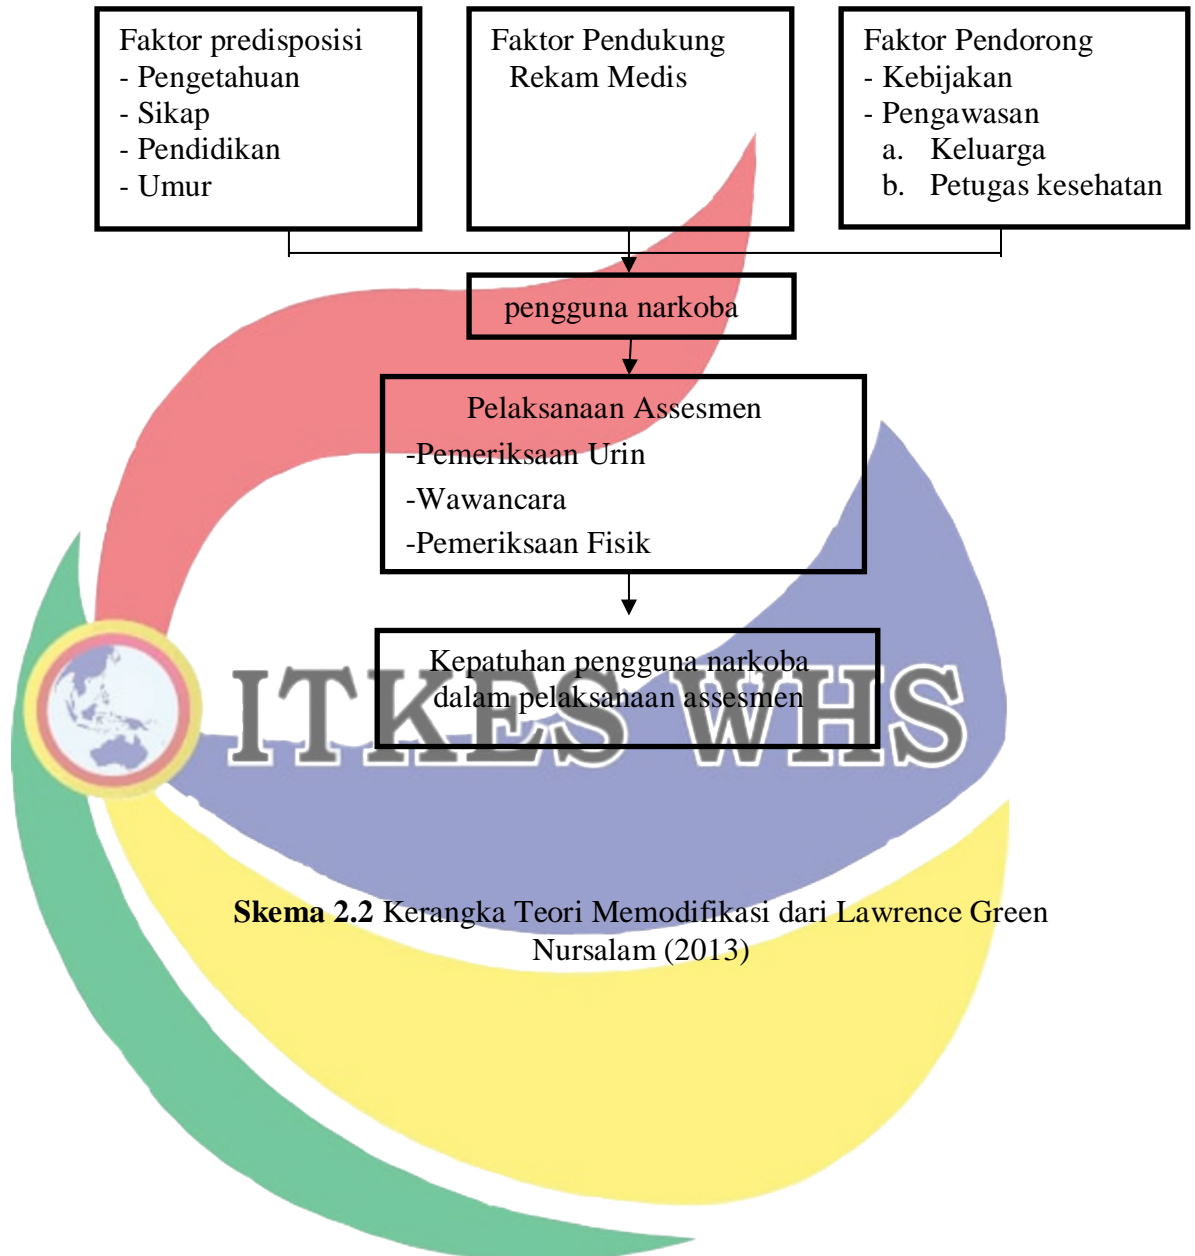 Faktor predisposisi
- Pengetahuan
- Sikap
- Pendidikan
- Umur
Faktor Pendukung
Rekam Medis
Faktor Pendorong
- Kebijakan
- Pengawasan
a. Keluarga
b. Petugas kesehatan
pengguna narkoba
Pelaksanaan Assesmen
-Pemeriksaan Urin
-Wawancara
-Pemeriksaan Fisik
Kepatuhan pengguna narkoba
dalam pelaksanaan assesmen
ITKES WHS
Skema 2.2 Kerangka Teori Memodifikasi dari Lawrence Green
Nursalam (2013)